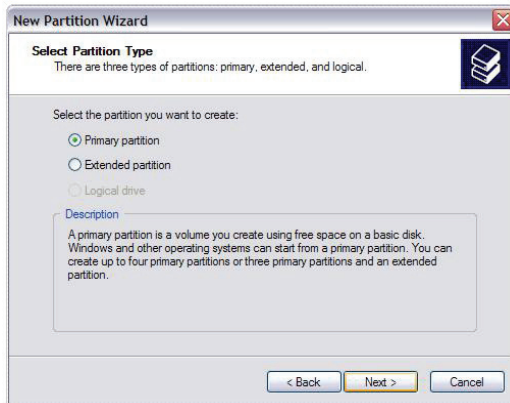 New Partition Wizard
Select Partition Type
There are three types of partitions: primary, extended, and logical.
Select the partition you want to create:
Primary partition
Extended partition
Logical drive
Description
A primary partition is a volume you create using free space on a basic disk.
Windows and other operating systems can start from a primary partition. You can
create up to four primary partitions or three primary partitions and an extended
partition.
< Back
Next >
Cancel